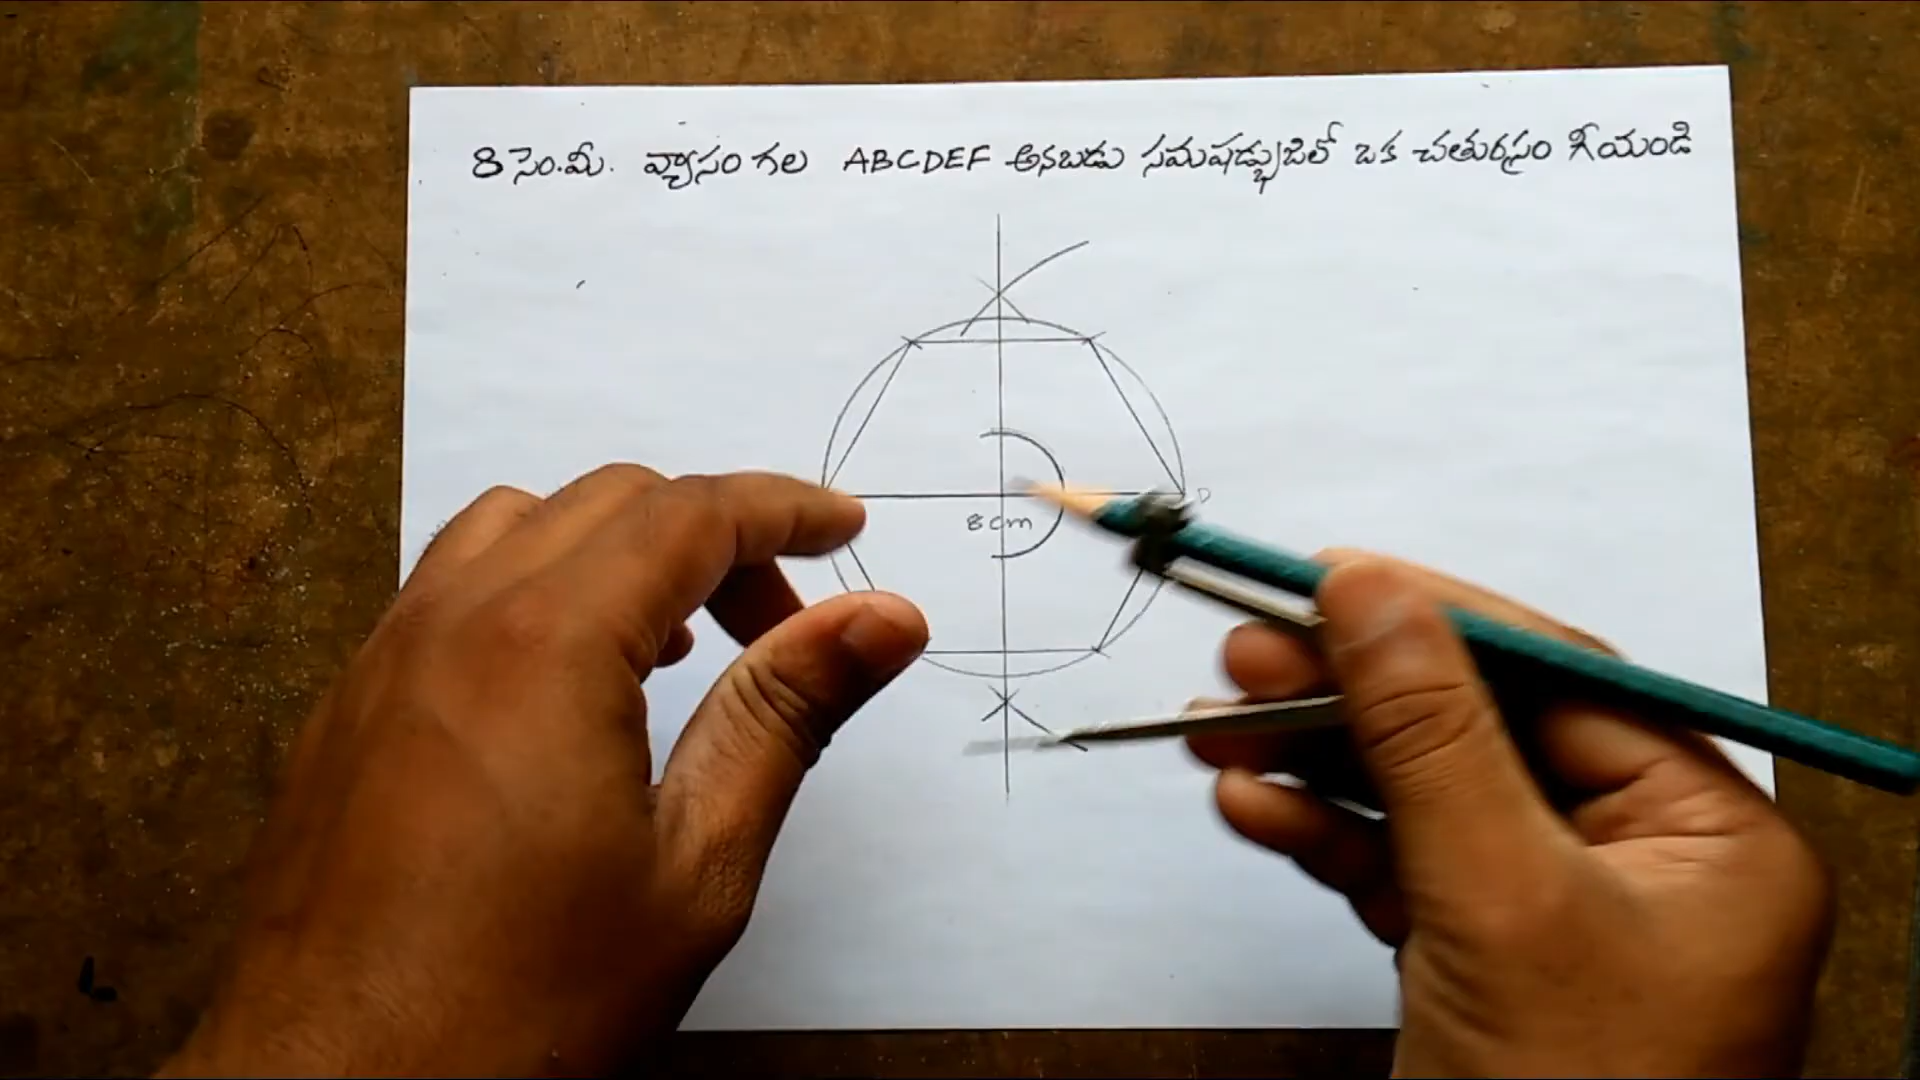 8 సెం.మీ. వ్యాసం గల ABCDEF అనబడు సమషడ్భుజిలో ఒక చతురస్రం గీయండి
D
8cm